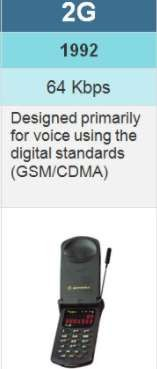 2G
1992
64 Kbps
Designed primarily
for voice using the
digital standards
(GSM/CDMA)